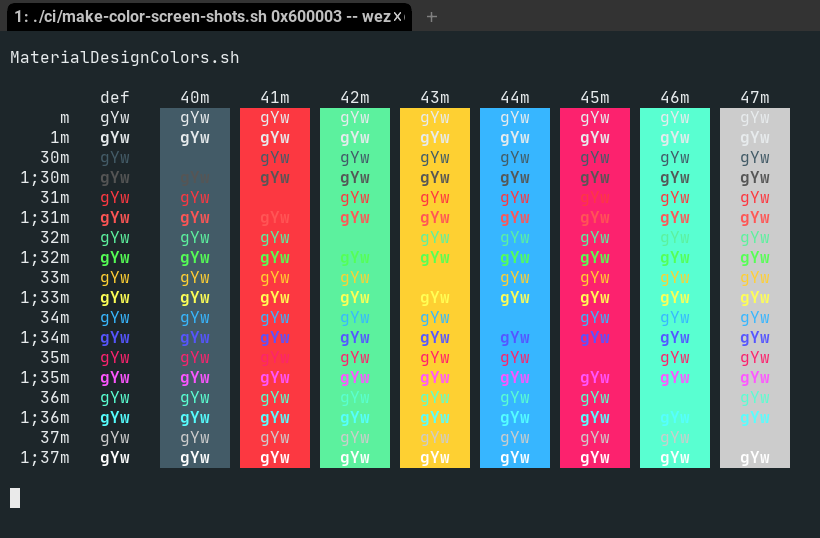 1: ./ci/make-color-screen-shots.sh 0x600003 -- wez
MaterialDesignColors.sh
def 40m 41m 42m 43m 44m 45m 46m 47m
m gYw gYw gYw gYw gYw gYw gYw gYw gYw
1m gYw gYw gYw gYw gYw gYw gYw gYw gYw
30m gYw gYw gYw gYw gYw gYw gYw gYw
1;30m gYw gYw gYw gYw gYw gYw gYw gYw gYw
31m gYw gYw gYw gYw gYw gYw gYw gYw
1;31m gYw gYw gYw gYw gYw gYw gYw gYw gYw
32m gYw gYw gYw gYw gYw gYw gYw gYw
1;32m gYw gYw gYw gYw gYw gYw gYw gYw gYw
33m gYw gYw gYw gYw gYw gYw gYw gYw
1;33m gYw gYw gYw gYw gYw gYw gYw gYw gYw
34m gYw gYw gYw gYw gYw gYw gYw gYw
1;34m gYw gYw gYw gYw gYw gYw gYw gYw gYw
35m gYw gYw gYw gYw gYw gYw gYw gYw
1;35m gYw gYw gYw gYw gYw gYw gYw gYw gYw
36m gYw gYw gYw gYw gYw gYw gYw gYw
1;36m gYw gYw gYw gYw gYw gYw gYw gYw gYw
37m gYw gYw gYw gYw gYw gYw gYw gYw
1;37m gYw gYw gYw gYw gYw gYw gYw gYw gYw